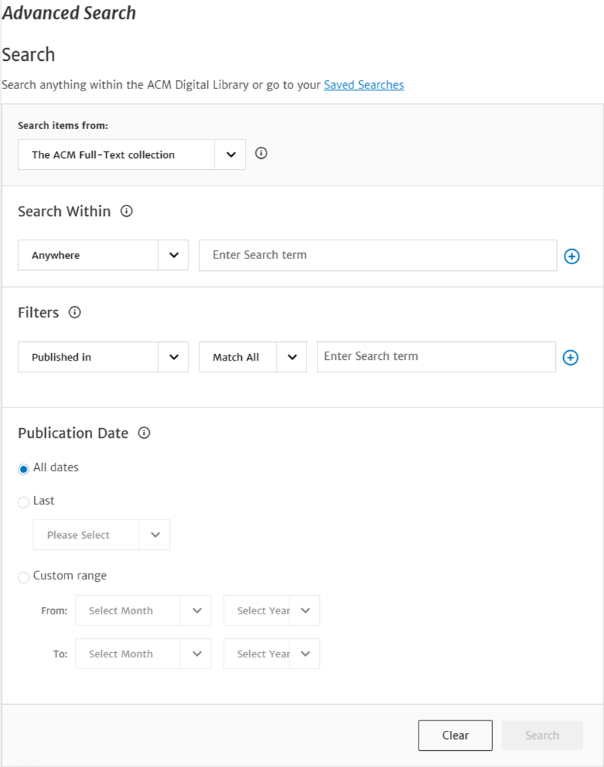 Advanced Search
Search
Search anything within the ACM Digital Library or go to your Saved Searches
Search items from:
The ACM Full-Text collection
Search Within
Anywhere
Enter Search term
Filters
Published in
Match All
Enter Search term
Publication Date
All dates
Last
Please Select
Custom range
From:
Select Month
Select Year
To:
Select Month
Select Year
Clear
Search